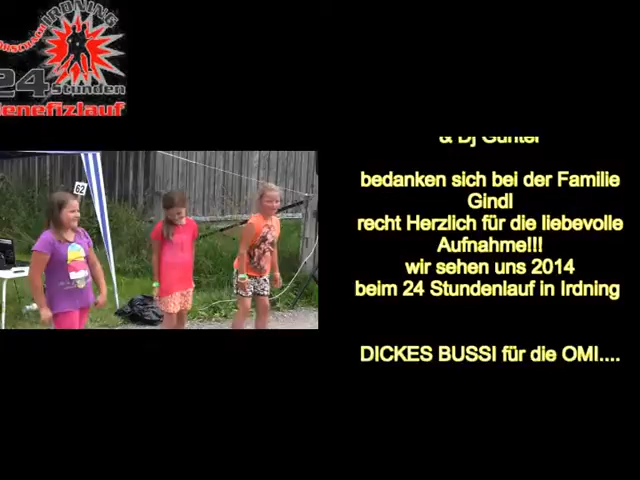 IRDNING
24
Stunden
Benefizlauf
62
& Dj Günter
bedanken sich bei der Familie
Gindl
recht Herzlich für die liebevolle
Aufnahme!!!
wir sehen uns 2014
beim 24 Stundenlauf in Irdning
DICKES BUSSI für die OMI....